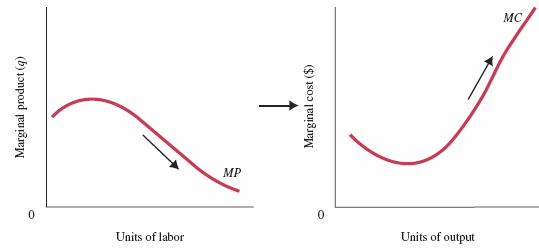 Marginal product (q)
MP
0
Units of labor
Marginal cost ($)
MC
0
Units of output